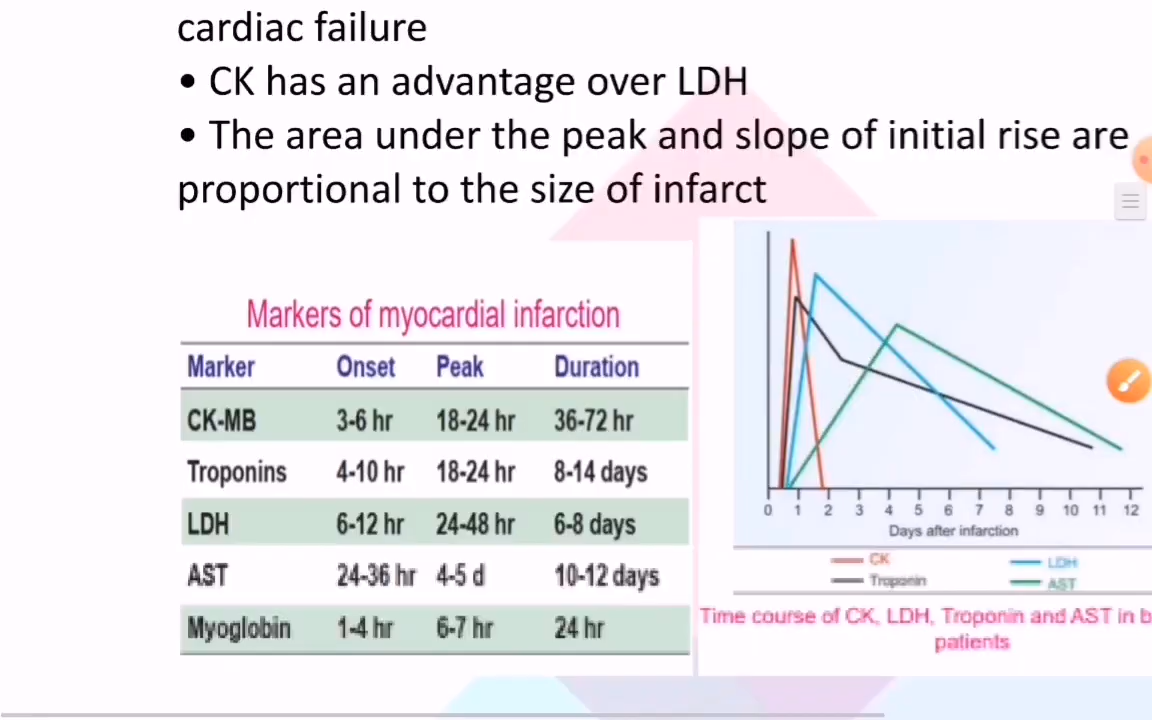 cardiac failure
• CK has an advantage over LDH
• The area under the peak and slope of initial rise are
proportional to the size of infarct
Markers of myocardial infarction
Marker Onset Peak Duration
CK-MB 3-6 hr 18-24 hr 36-72 hr
Troponins 4-10 hr 18-24 hr 8-14 days
LDH 6-12 hr 24-48 hr 6-8 days
AST 24-36 hr 4-5 d 10-12 days
Myoglobin 1-4 hr 6-7 hr 24 hr
0 1 2 3 4 5 6 7 8 9 10 11 12
Days after infarction
CK LDH
Troponin AST
Time course of CK, LDH, Troponin and AST in b
patients